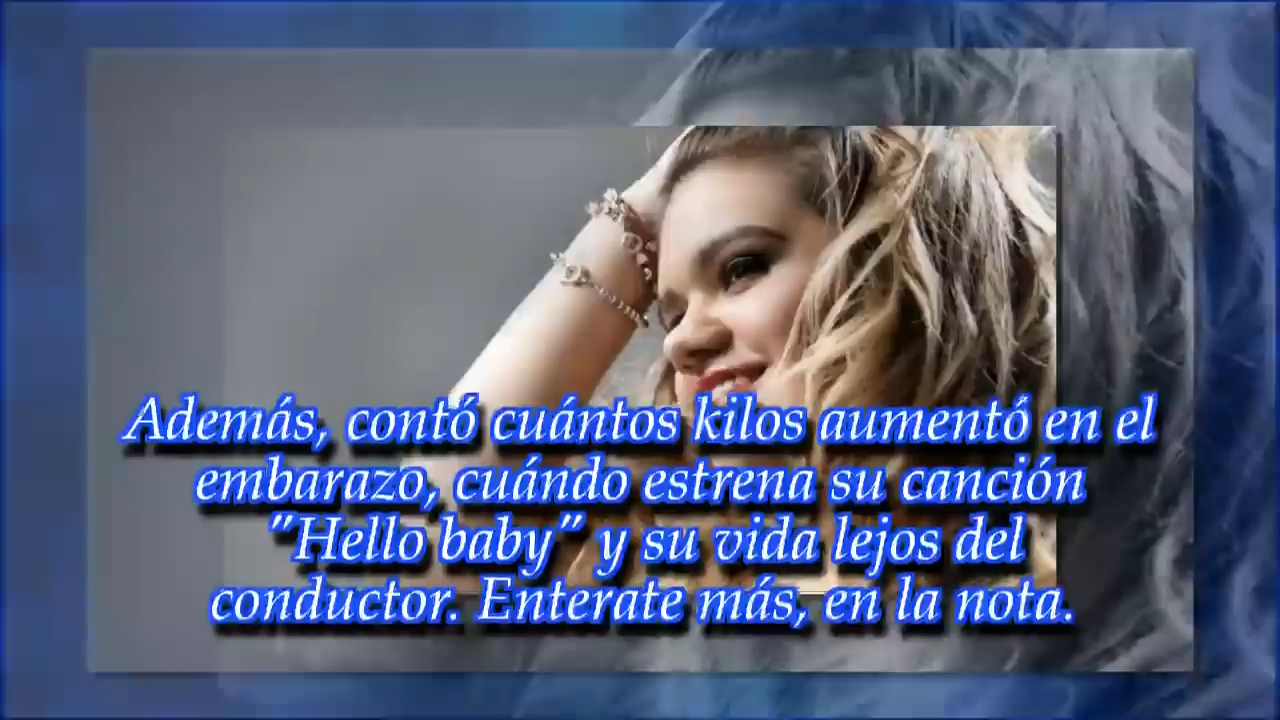 Además, contó cuántos kilos aumentó en el
embarazo, cuándo estrena su canción
"Hello baby" y su vida lejos del
conductor. Enterate más, en la nota.